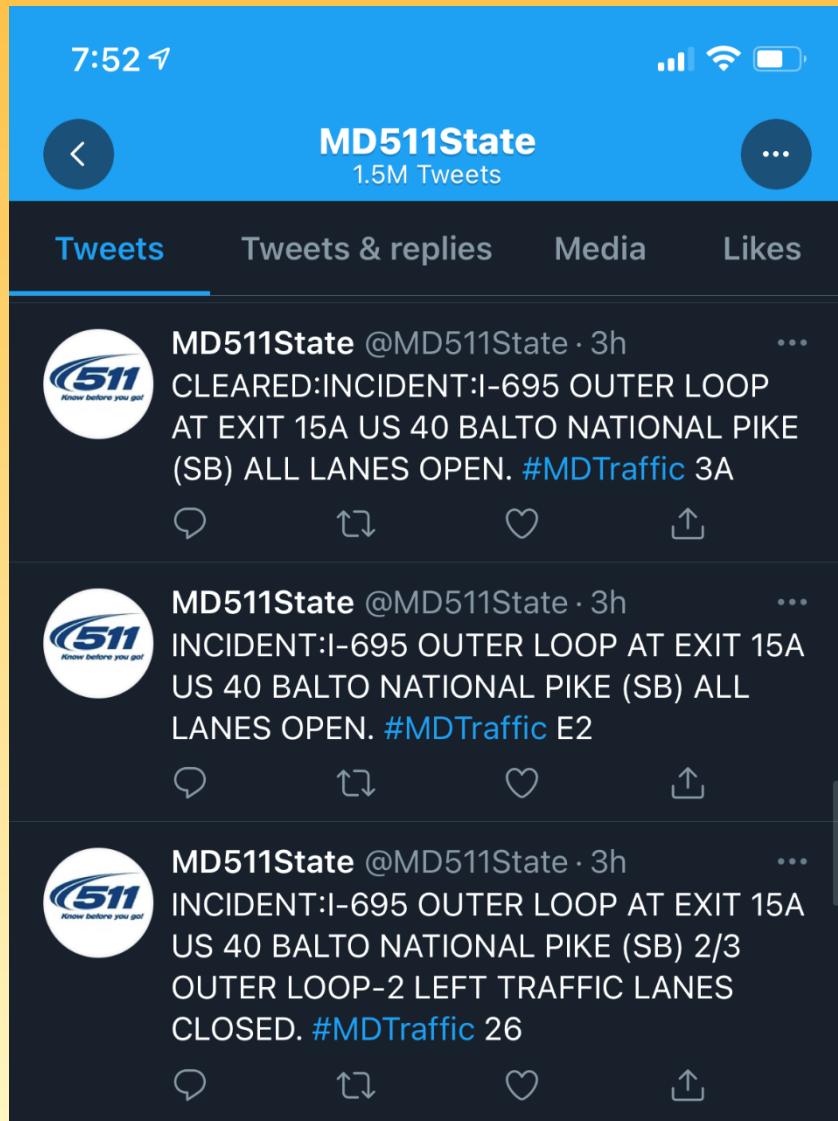 7:52
MD511State
1.5M Tweets
Tweets Tweets & replies Media Likes
MD511State @MD511State · 3h
511
Know before you go!
CLEARED:INCIDENT:I-695 OUTER LOOP
AT EXIT 15A US 40 BALTO NATIONAL PIKE
(SB) ALL LANES OPEN. #MDTraffic 3A
MD511State @MD511State · 3h
511
Know before you go!
INCIDENT:I-695 OUTER LOOP AT EXIT 15A
US 40 BALTO NATIONAL PIKE (SB) ALL
LANES OPEN. #MDTraffic E2
MD511State @MD511State · 3h
511
Know before you go!
INCIDENT:I-695 OUTER LOOP AT EXIT 15A
US 40 BALTO NATIONAL PIKE (SB) 2/3
OUTER LOOP-2 LEFT TRAFFIC LANES
CLOSED. #MDTraffic 26